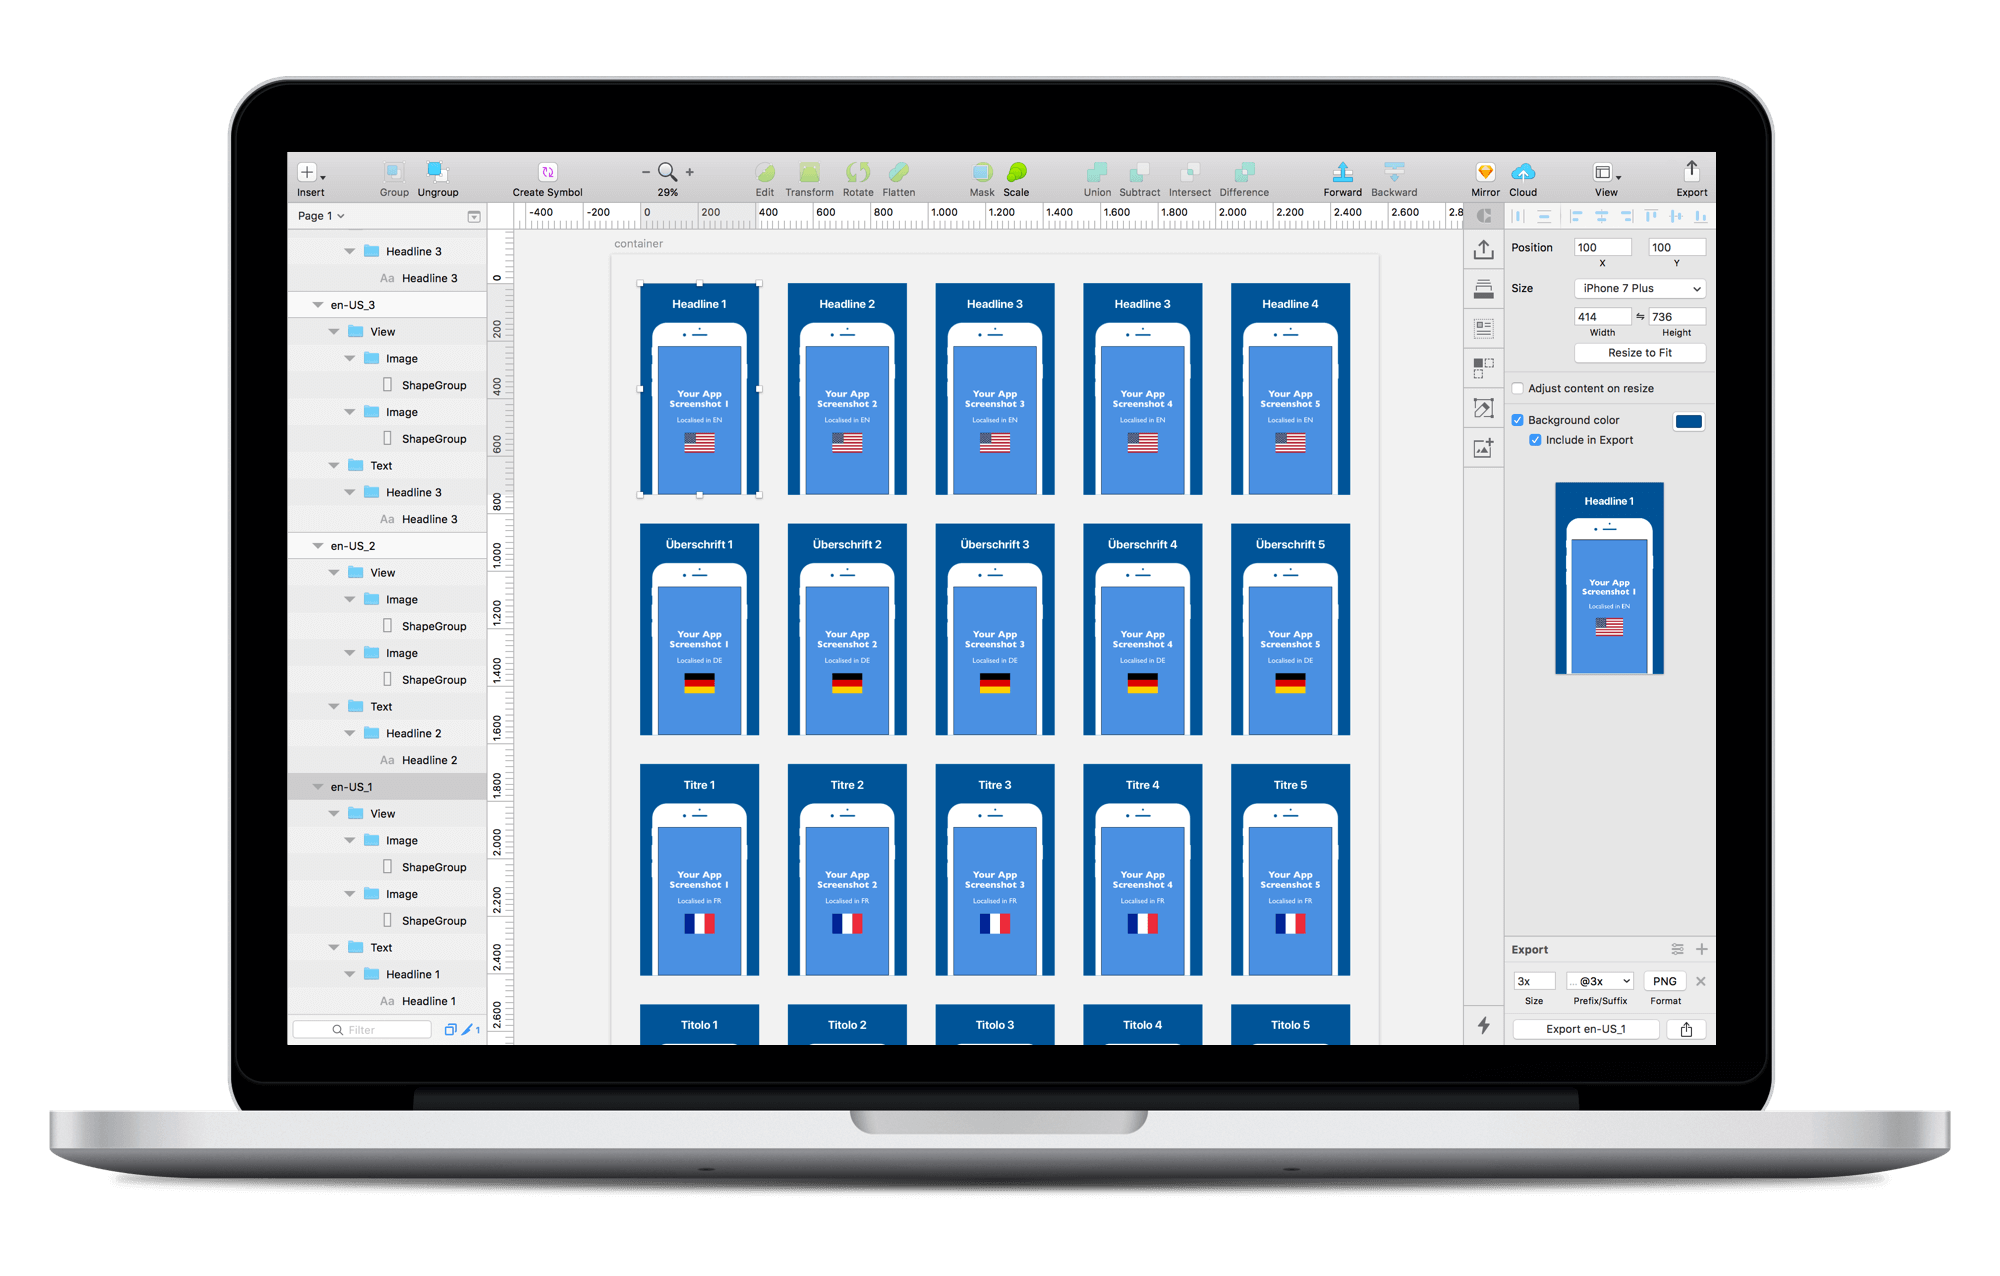 Insert
Group
Ungroup
Create Symbol
29%
Edit
Transform
Rotate
Flatten
Mask
Scale
Union
Subtract
Intersect
Difference
Forward
Backward
Mirror
Cloud
View
Export
Page 1
Headline 3
Aa Headline 3
en-US_3
View
Image
ShapeGroup
Image
ShapeGroup
Text
Headline 3
Aa Headline 3
en-US_2
View
Image
ShapeGroup
Image
ShapeGroup
Text
Headline 2
Aa Headline 2
en-US_1
View
Image
ShapeGroup
Image
ShapeGroup
Text
Headline 1
Aa Headline 1
Filter
1
-400 -200 0 200 400 600 800 1.000 1.200 1.400 1.600 1.800 2.000 2.200 2.400 2.600 2.8
0
200
400
600
800
1.000
1.200
1.400
1.600
1.800
2.000
2.200
2.400
2.600
container
Headline 1
Your App
Screenshot 1
Localised in EN
Headline 2
Your App
Screenshot 2
Localised in EN
Headline 3
Your App
Screenshot 3
Localised in EN
Headline 3
Your App
Screenshot 4
Localised in EN
Headline 4
Your App
Screenshot 5
Localised in EN
Überschrift 1
Your App
Screenshot 1
Localised in DE
Überschrift 2
Your App
Screenshot 2
Localised in DE
Überschrift 3
Your App
Screenshot 3
Localised in DE
Überschrift 4
Your App
Screenshot 4
Localised in DE
Überschrift 5
Your App
Screenshot 5
Localised in DE
Titre 1
Your App
Screenshot 1
Localised in FR
Titre 2
Your App
Screenshot 2
Localised in FR
Titre 3
Your App
Screenshot 3
Localised in FR
Titre 4
Your App
Screenshot 4
Localised in FR
Titre 5
Your App
Screenshot 5
Localised in FR
Titolo 1
Titolo 2
Titolo 3
Titolo 4
Titolo 5
Position 100 100
X Y
Size iPhone 7 Plus
414 736
Width Height
Resize to Fit
Adjust content on resize
Background color
Include in Export
Headline 1
Your App
Screenshot 1
Localised in EN
Export
3x ... @3x PNG
Size Prefix/Suffix Format
Export en-US_1